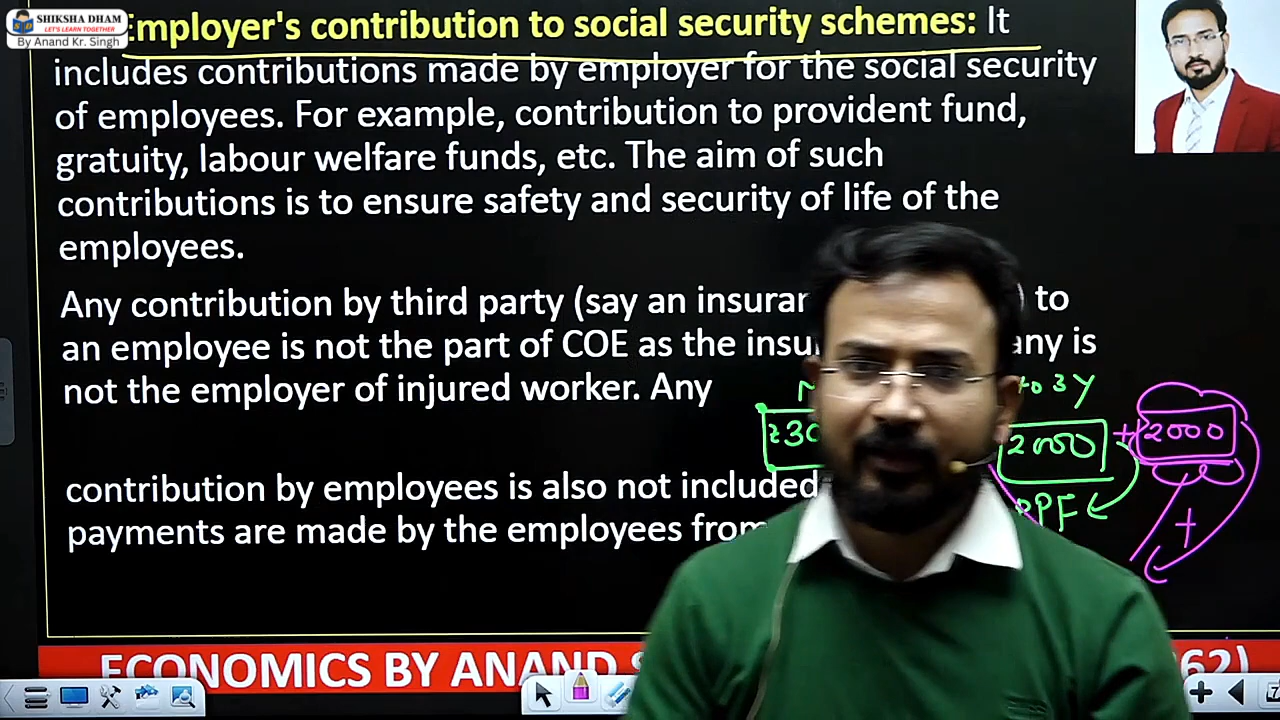 SHIKSHA DHAM
LET'S LEARN TOGETHER
By Anand Kr. Singh
Employer's contribution to social security schemes: It
includes contributions made by employer for the social security
of employees. For example, contribution to provident fund,
gratuity, labour welfare funds, etc. The aim of such
contributions is to ensure safety and security of life of the
employees.
Any contribution by third party (say an ) to
an employee is not the part of COE as the is
not the employer of injured worker. Any
to 3Y
2000 + 2000
PPF
+
contribution by employees is also not included
payments are made by the employees from
ECONOMICS BY ANAND 62)